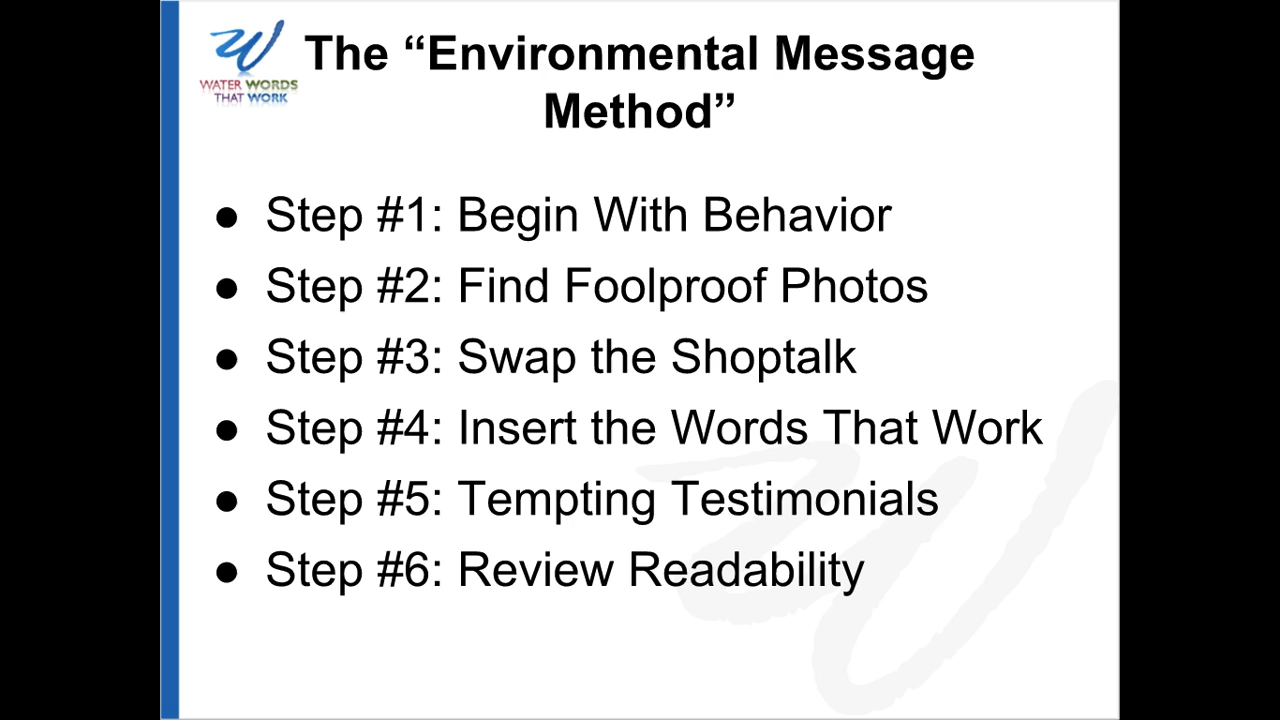 WATER WORDS
THAT WORK
The “Environmental Message
Method”
● Step #1: Begin With Behavior
● Step #2: Find Foolproof Photos
● Step #3: Swap the Shoptalk
● Step #4: Insert the Words That Work
● Step #5: Tempting Testimonials
● Step #6: Review Readability